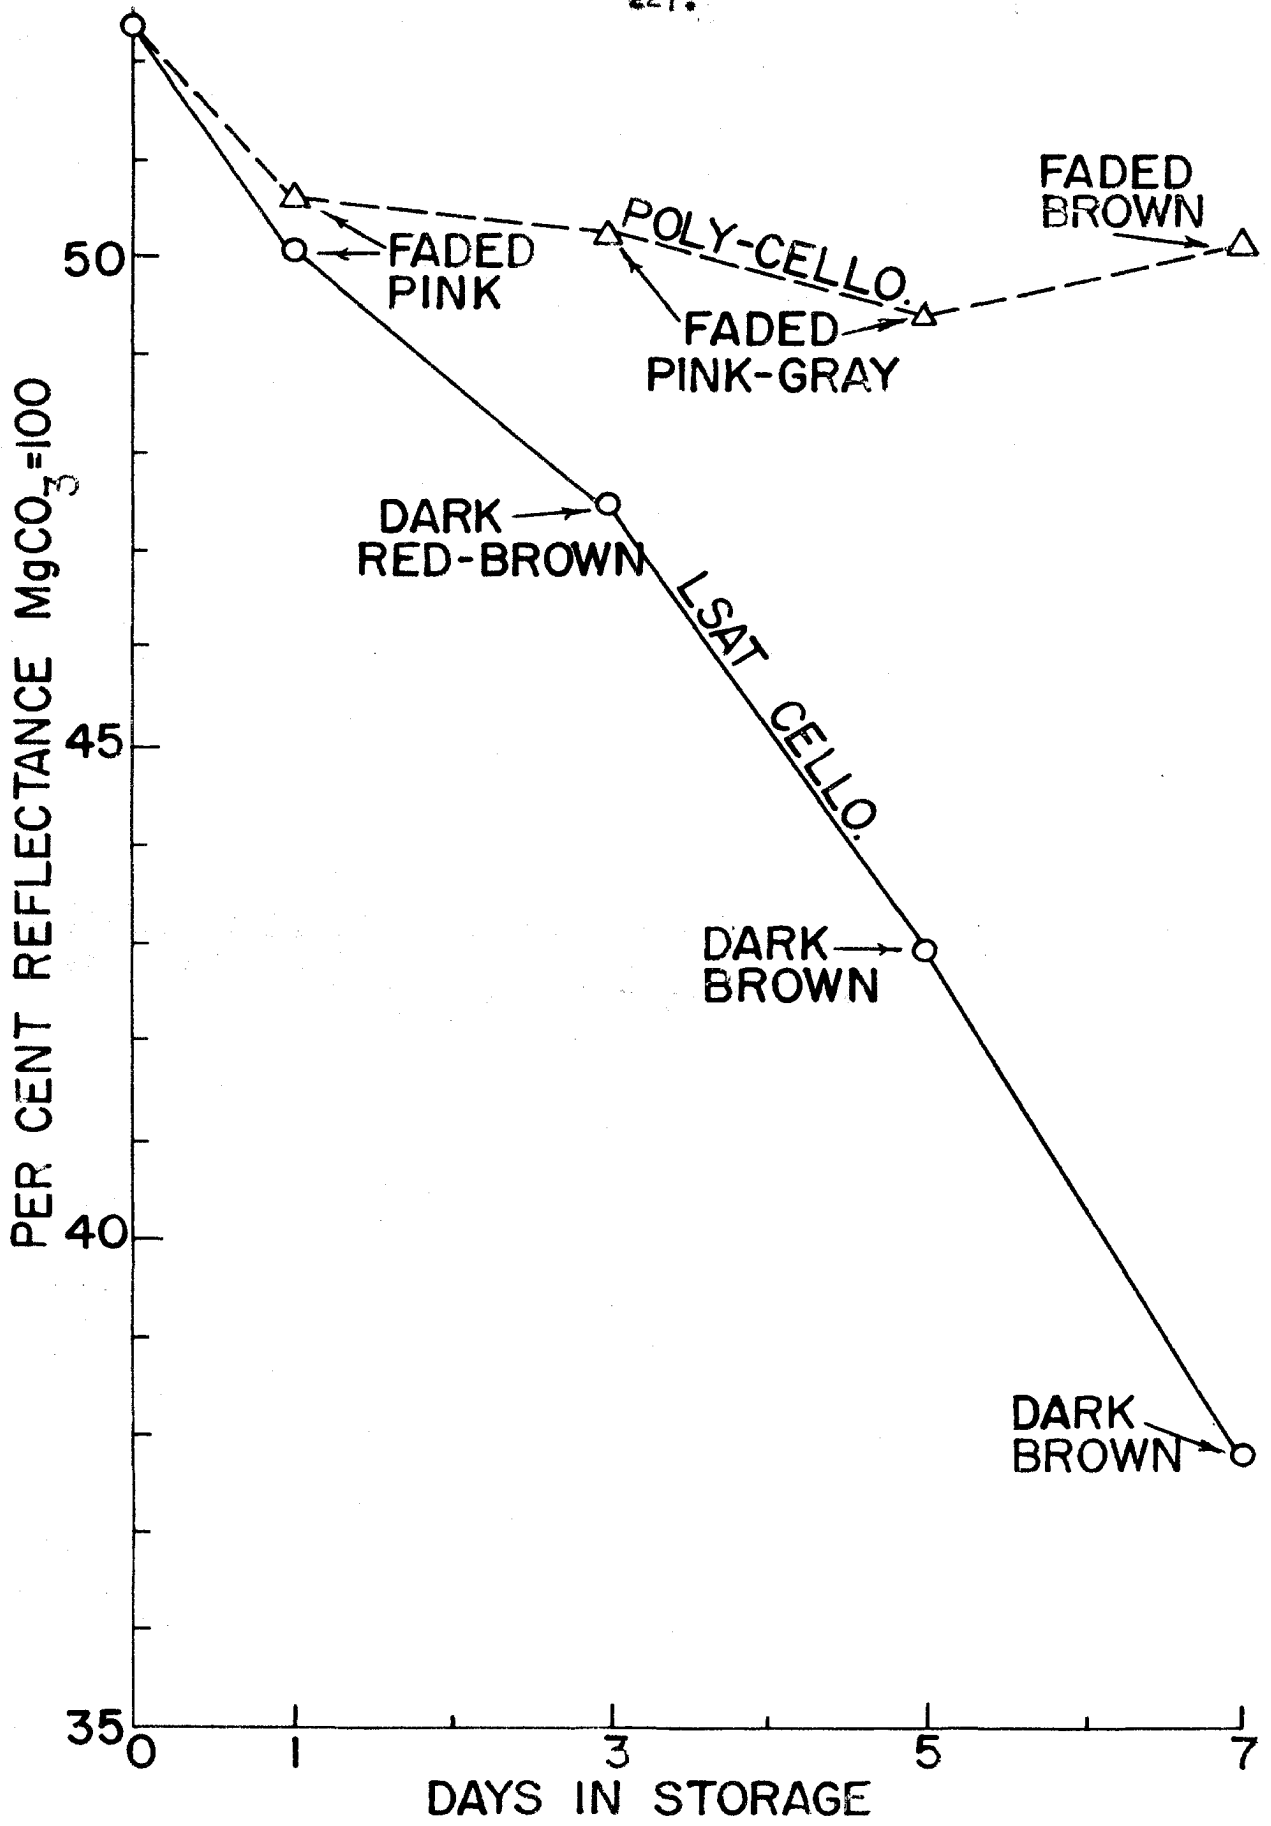 FADED
BROWN
POLY-CELLO.
50
FADED
PINK
FADED
PINK-GRAY
PER CENT REFLECTANCE MgCO3=100
DARK
RED-BROWN
LSAT CELLO.
45
DARK
BROWN
40
DARK
BROWN
35
0 1 3 5 7
DAYS IN STORAGE